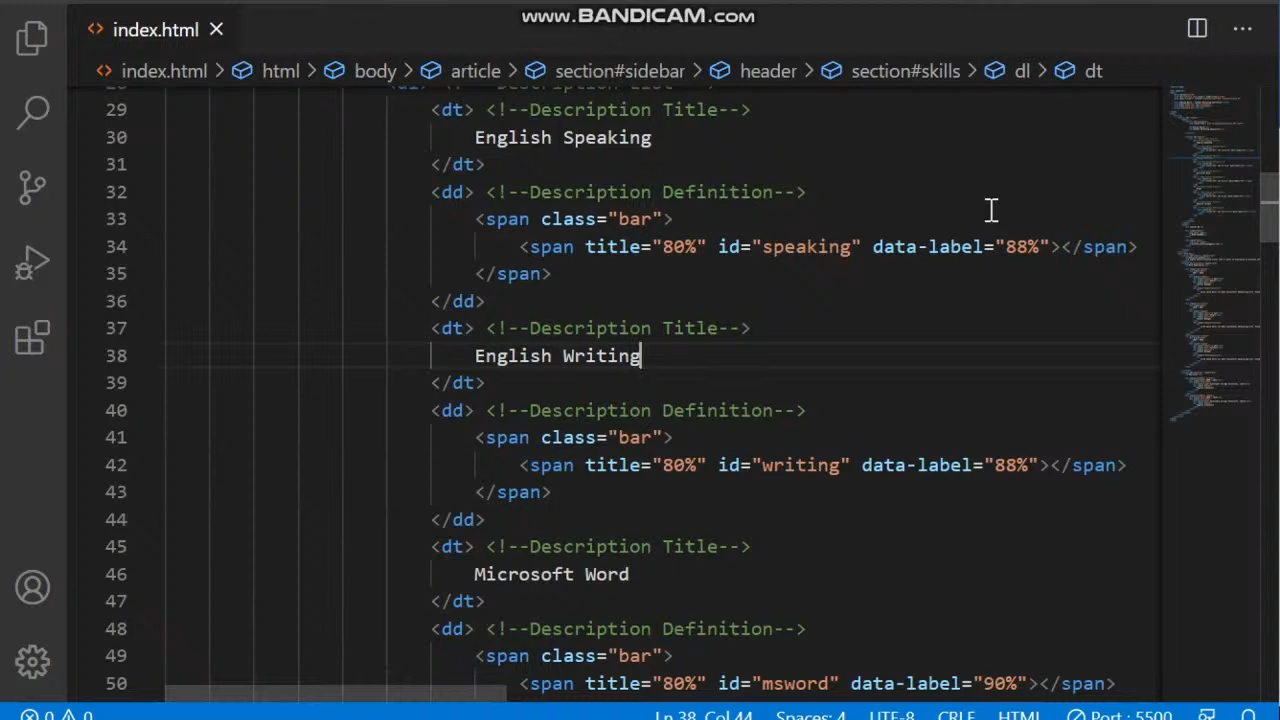 www.BANDICAM.com
index.html
index.html > html > body > article > section#sidebar > header > section#skills > dl > dt
29 <dt> <!--Description Title-->
30 English Speaking
31 </dt>
32 <dd> <!--Description Definition-->
33 <span class="bar">
34 <span title="80%" id="speaking" data-label="88%"></span>
35 </span>
36 </dd>
37 <dt> <!--Description Title-->
38 English Writing
39 </dt>
40 <dd> <!--Description Definition-->
41 <span class="bar">
42 <span title="80%" id="writing" data-label="88%"></span>
43 </span>
44 </dd>
45 <dt> <!--Description Title-->
46 Microsoft Word
47 </dt>
48 <dd> <!--Description Definition-->
49 <span class="bar">
50 <span title="80%" id="msword" data-label="90%"></span>
0 0 Ln 38, Col 44 Spaces: 4 UTF-8 CRLF HTML Port : 5500